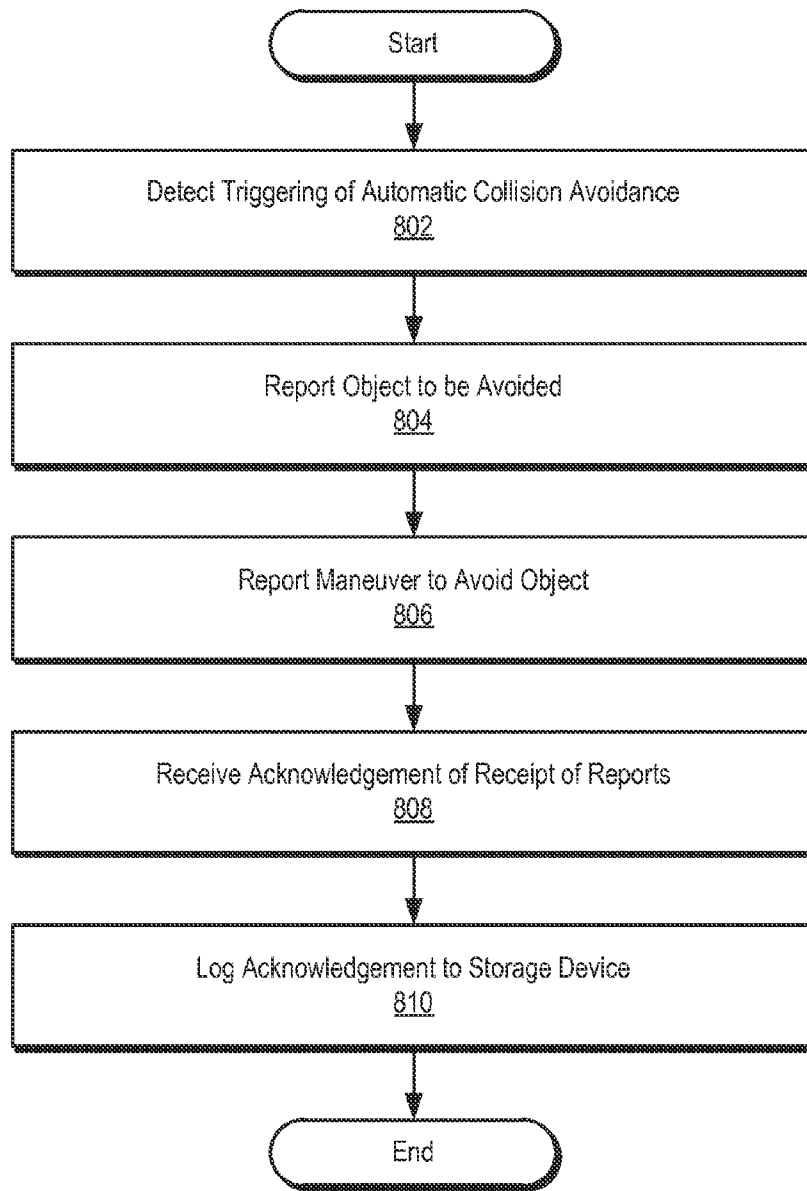 Start
Detect Triggering of Automatic Collision Avoidance
802
Report Object to be Avoided
804
Report Maneuver to Avoid Object
806
Receive Acknowledgement of Receipt of Reports
808
Log Acknowledgement to Storage Device
810
End